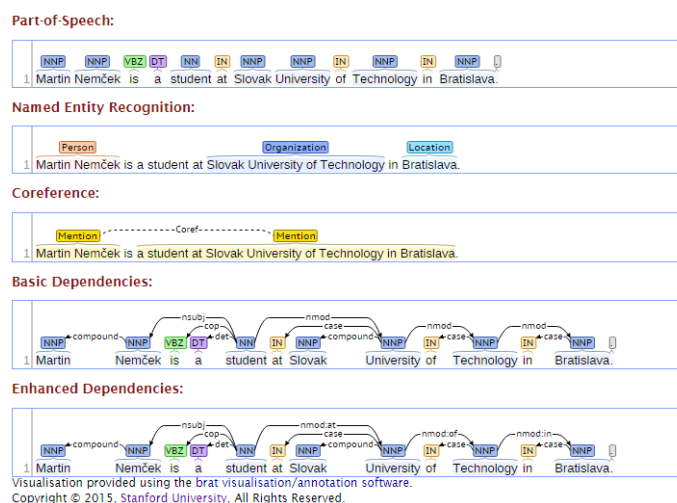 Part-of-Speech:
NNP NNP VBZ DT NN IN NNP NNP IN NNP IN NNP .
1 Martin Nemček is a student at Slovak University of Technology in Bratislava.
Named Entity Recognition:
Person Organization Location
1 Martin Nemček is a student at Slovak University of Technology in Bratislava.
Coreference:
Mention Coref Mention
1 Martin Nemček is a student at Slovak University of Technology in Bratislava.
Basic Dependencies:
nsubj nmod
cop case nmod nmod
NNP compound NNP VBZ DT det NN IN NNP compound NNP IN case NNP IN case NNP .
1 Martin Nemček is a student at Slovak University of Technology in Bratislava.
Enhanced Dependencies:
nsubj nmod:at
cop case nmod:of nmod:in
NNP compound NNP VBZ DT det NN IN NNP compound NNP IN case NNP IN case NNP .
1 Martin Nemček is a student at Slovak University of Technology in Bratislava.
Visualisation provided using the brat visualisation/annotation software.
Copyright © 2015, Stanford University, All Rights Reserved.